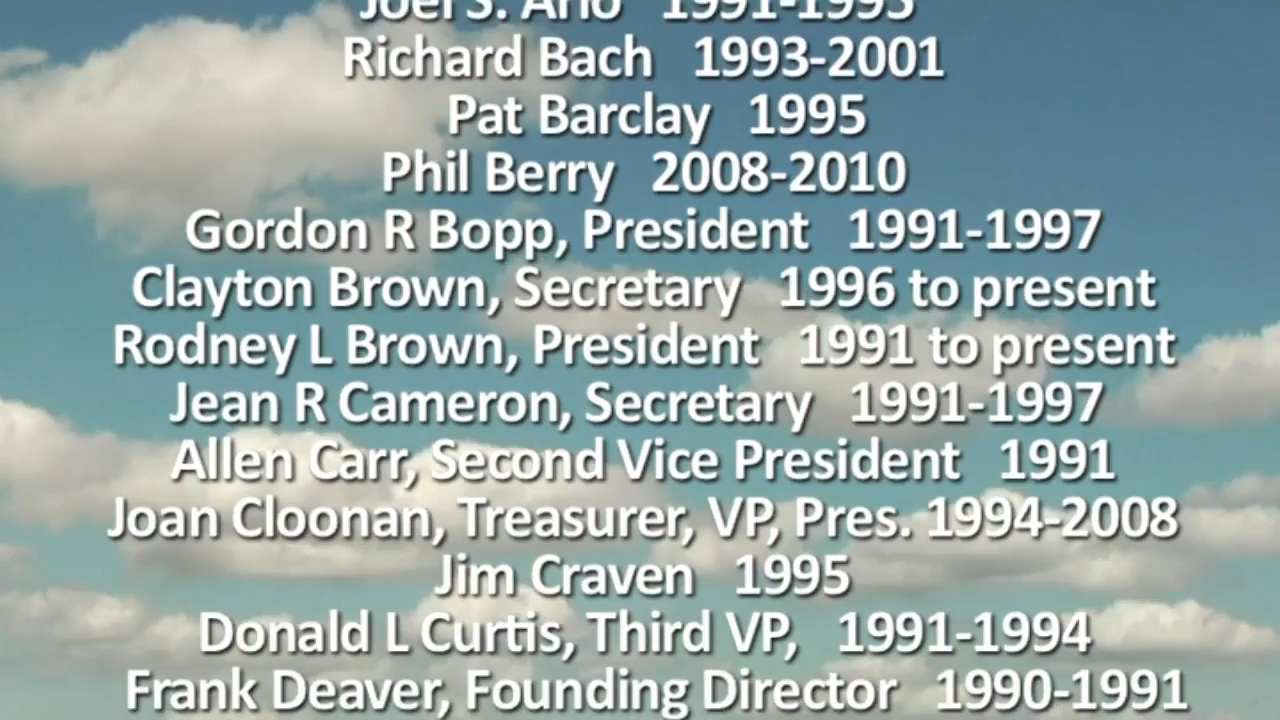 Joel S. Ario 1991-1995
Richard Bach 1993-2001
Pat Barclay 1995
Phil Berry 2008-2010
Gordon R Bopp, President 1991-1997
Clayton Brown, Secretary 1996 to present
Rodney L Brown, President 1991 to present
Jean R Cameron, Secretary 1991-1997
Allen Carr, Second Vice President 1991
Joan Cloonan, Treasurer, VP, Pres. 1994-2008
Jim Craven 1995
Donald L Curtis, Third VP, 1991-1994
Frank Deaver, Founding Director 1990-1991